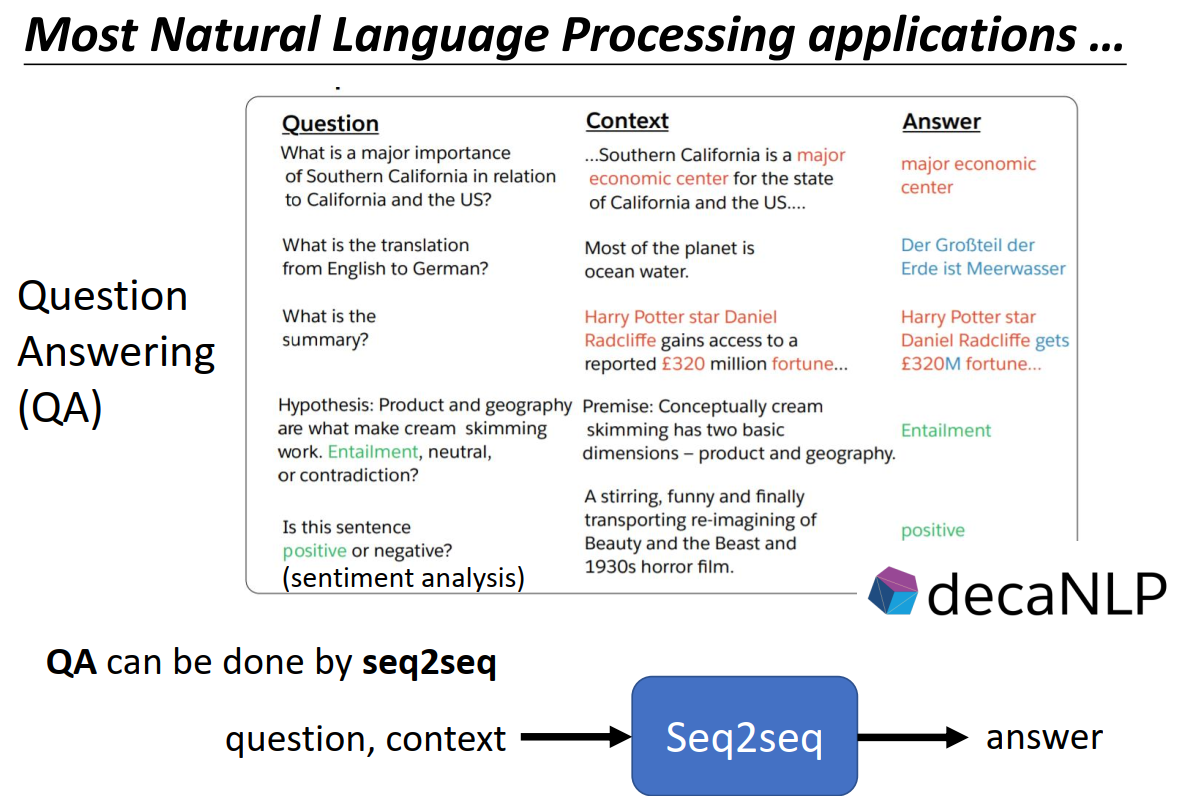 Most Natural Language Processing applications ...
Question
Answering
(QA)
Question
What is a major importance
of Southern California in relation
to California and the US?
What is the translation
from English to German?
What is the
summary?
Hypothesis: Product and geography
are what make cream skimming
work. Entailment, neutral,
or contradiction?
Is this sentence
positive or negative?
(sentiment analysis)
Context
...Southern California is a major
economic center for the state
of California and the US....
Most of the planet is
ocean water.
Harry Potter star Daniel
Radcliffe gains access to a
reported £320 million fortune...
Premise: Conceptually cream
skimming has two basic
dimensions – product and geography.
A stirring, funny and finally
transporting re-imagining of
Beauty and the Beast and
1930s horror film.
Answer
major economic
center
Der Großteil der
Erde ist Meerwasser
Harry Potter star
Daniel Radcliffe gets
£320M fortune...
Entailment
positive
decaNLP
QA can be done by seq2seq
question, context
Seq2seq
answer